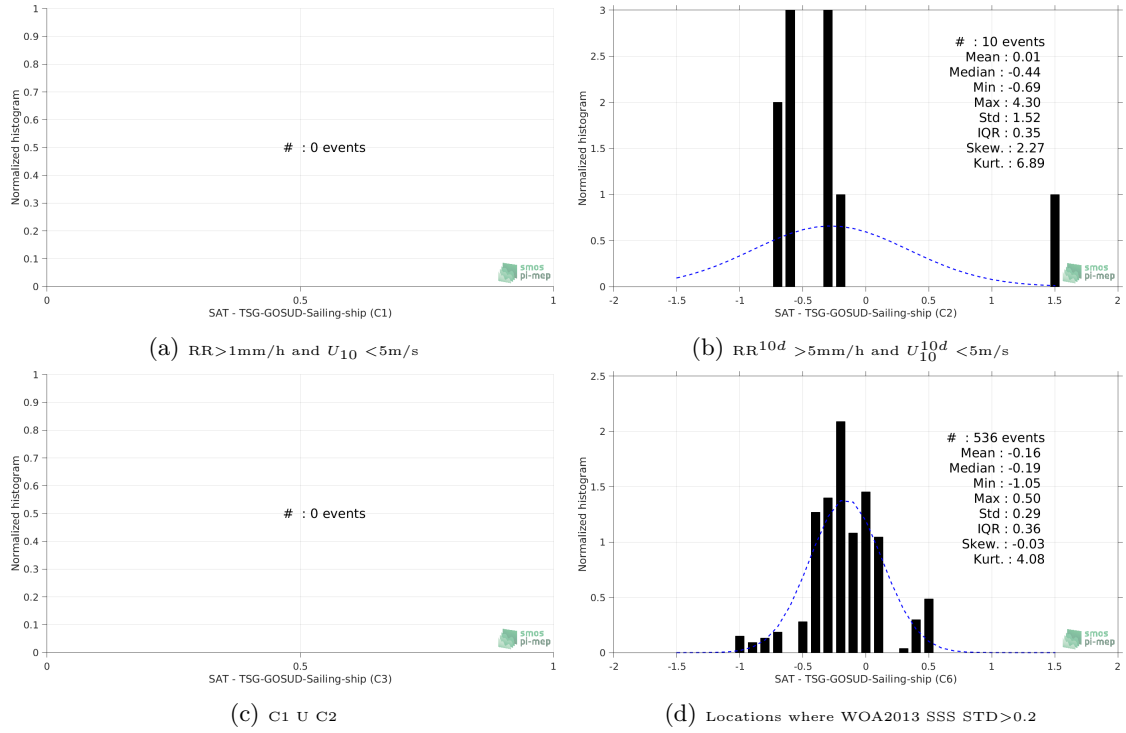 1
0.9
0.8
0.7
0.6
0.5
0.4
0.3
0.2
0.1
0
Normalized histogram
# : 0 events
smos
pi-mep
0 0.5 1
SAT - TSG-GOSUD-Sailing-ship (C1)
(a) RR>1mm/h and U10 <5m/s
3
2.5
2
1.5
1
0.5
0
Normalized histogram
# : 10 events
Mean : 0.01
Median : -0.44
Min : -0.69
Max : 4.30
Std : 1.52
IQR : 0.35
Skew. : 2.27
Kurt. : 6.89
smos
pi-mep
-2 -1.5 -1 -0.5 0 0.5 1 1.5 2
SAT - TSG-GOSUD-Sailing-ship (C2)
(b) RR10d >5mm/h and U10d10 <5m/s
1
0.9
0.8
0.7
0.6
0.5
0.4
0.3
0.2
0.1
0
Normalized histogram
# : 0 events
smos
pi-mep
0 0.5 1
SAT - TSG-GOSUD-Sailing-ship (C3)
(c) C1 U C2
2.5
2
1.5
1
0.5
0
Normalized histogram
# : 536 events
Mean : -0.16
Median : -0.19
Min : -1.05
Max : 0.50
Std : 0.29
IQR : 0.36
Skew. : -0.03
Kurt. : 4.08
smos
pi-mep
-2 -1.5 -1 -0.5 0 0.5 1 1.5 2
SAT - TSG-GOSUD-Sailing-ship (C6)
(d) Locations where WOA2013 SSS STD>0.2